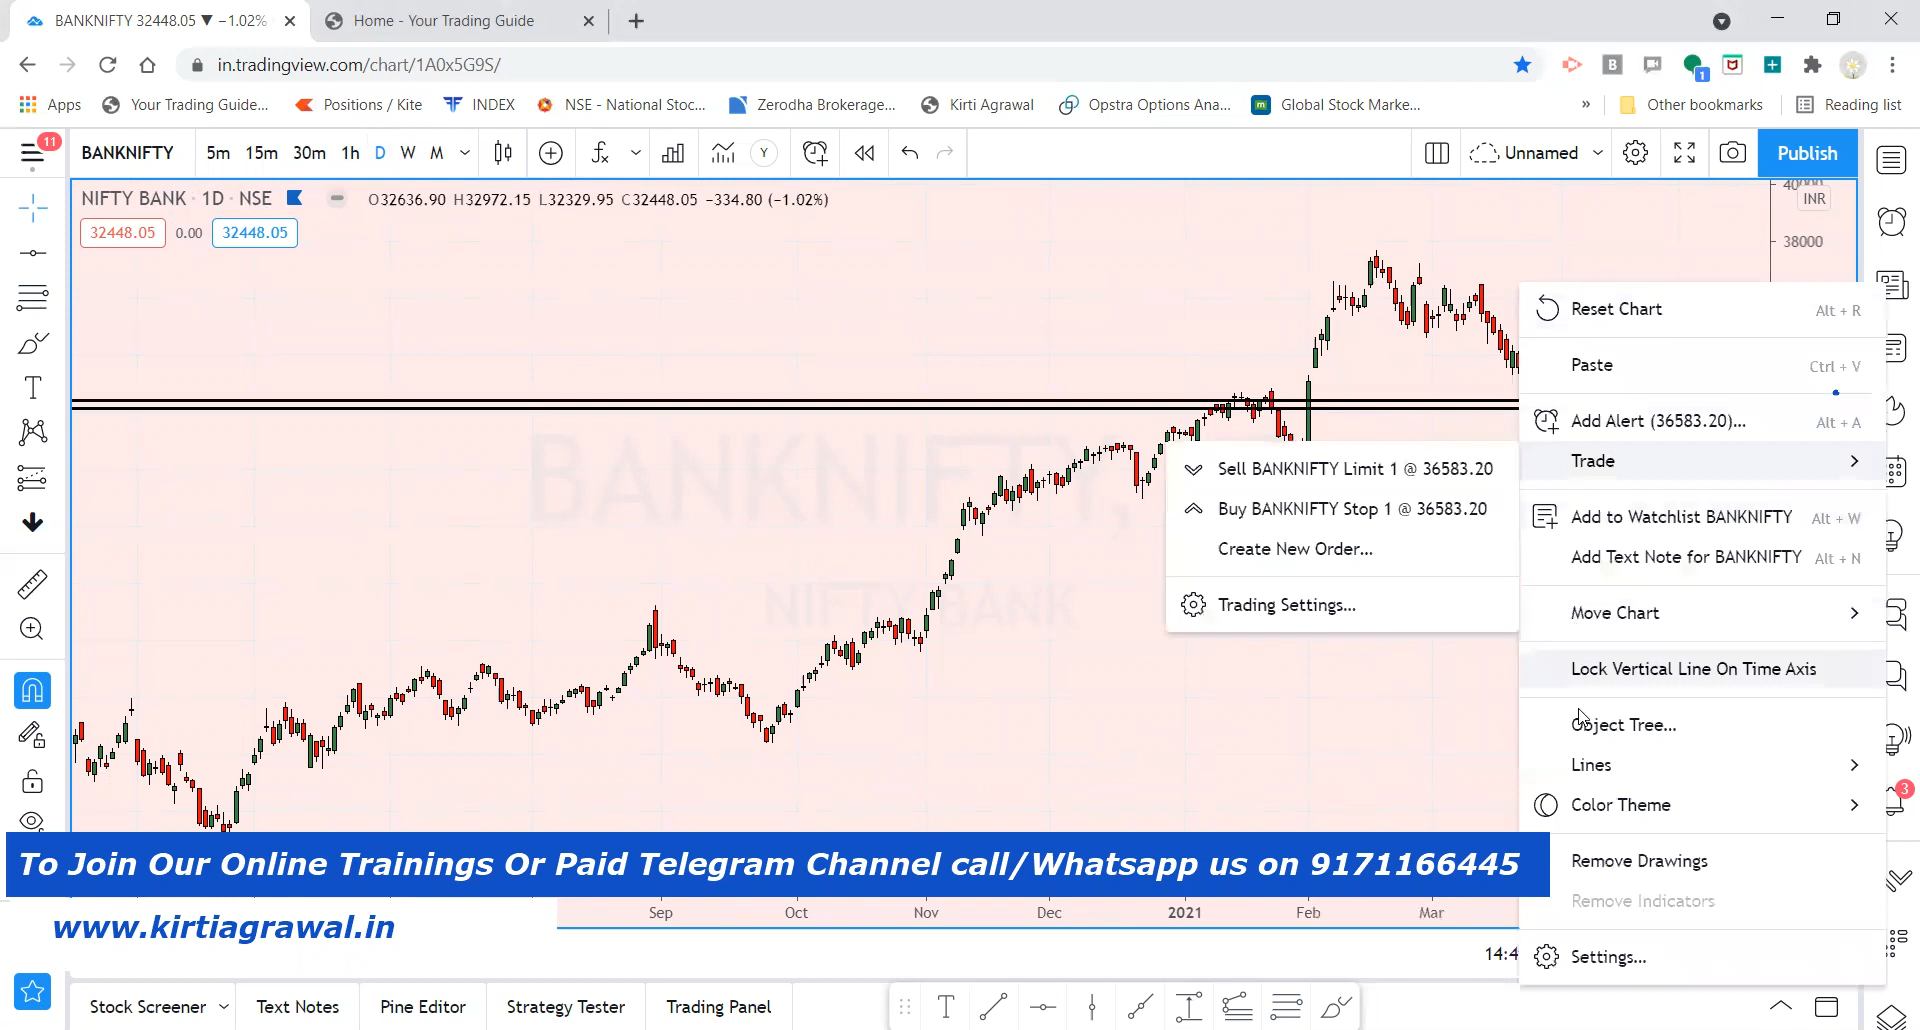 BANKNIFTY 32448.05 ▼ −1.02%
Home - Your Trading Guide
in.tradingview.com/chart/1A0x5G9S/
Apps
Your Trading Guide...
Positions / Kite
INDEX
NSE - National Stoc...
Zerodha Brokerage...
Kirti Agrawal
Opstra Options Ana...
Global Stock Marke...
»
Other bookmarks
Reading list
11
BANKNIFTY 5m 15m 30m 1h D W M
Y
Unnamed
Publish
NIFTY BANK · 1D · NSE
O32636.90 H32972.15 L32329.95 C32448.05 −334.80 (−1.02%)
32448.05 0.00 32448.05
40000
INR
38000
BANKNIFTY,
NIFTY BANK
Reset Chart Alt + R
Paste Ctrl + V
Add Alert (36583.20)... Alt + A
Trade
Sell BANKNIFTY Limit 1 @ 36583.20
Buy BANKNIFTY Stop 1 @ 36583.20
Create New Order...
Trading Settings...
Add to Watchlist BANKNIFTY Alt + W
Add Text Note for BANKNIFTY Alt + N
Move Chart
Lock Vertical Line On Time Axis
Object Tree...
Lines
Color Theme
3
Remove Drawings
Remove Indicators
Settings...
To Join Our Online Trainings Or Paid Telegram Channel call/Whatsapp us on 9171166445
www.kirtiagrawal.in
Sep Oct Nov Dec 2021 Feb Mar
Stock Screener
Text Notes
Pine Editor
Strategy Tester
Trading Panel